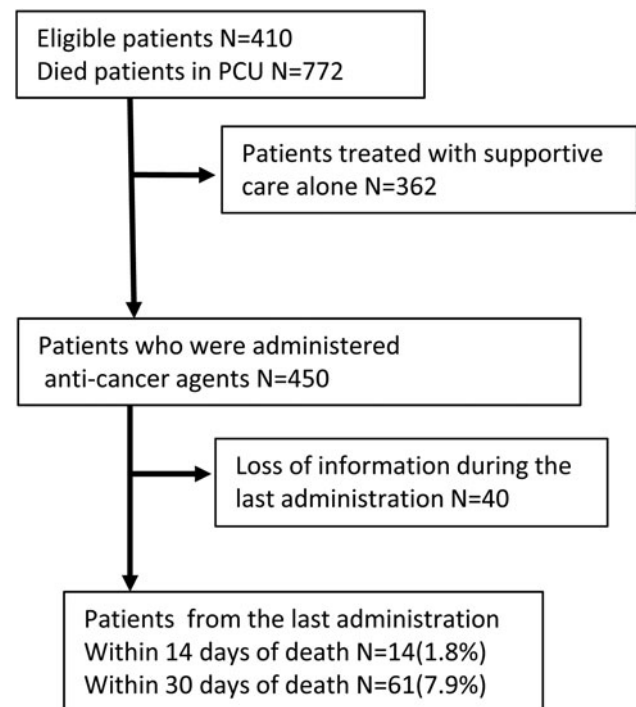 Eligible patients N=410
Died patients in PCU N=772
Patients treated with supportive
care alone N=362
Patients who were administered
anti-cancer agents N=450
Loss of information during the
last administration N=40
Patients from the last administration
Within 14 days of death N=14(1.8%)
Within 30 days of death N=61(7.9%)